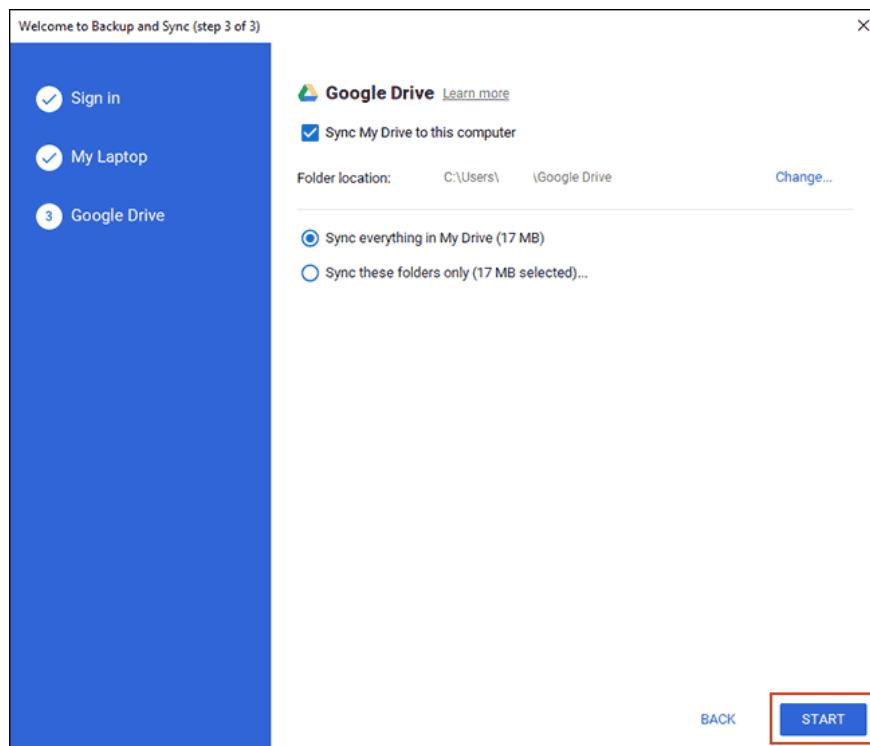 Welcome to Backup and Sync (step 3 of 3)
Sign in
My Laptop
3 Google Drive
Google Drive Learn more
Sync My Drive to this computer
Folder location: C:\Users\ \Google Drive Change...
Sync everything in My Drive (17 MB)
Sync these folders only (17 MB selected)...
BACK START